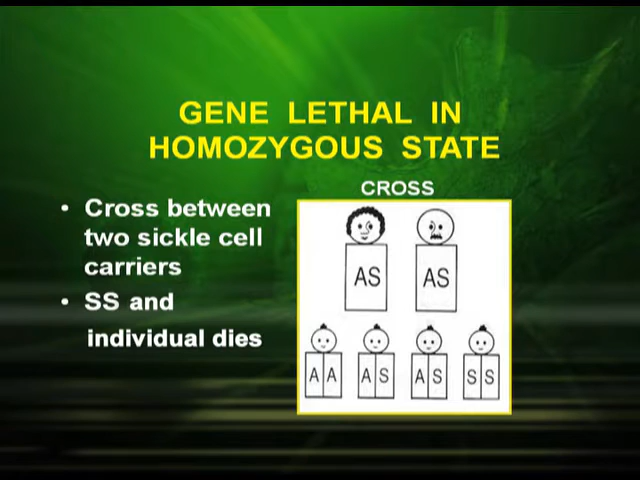 GENE LETHAL IN
HOMOZYGOUS STATE
CROSS
• Cross between
two sickle cell
carriers
• SS and
individual dies
AS AS
A A A S A S S S